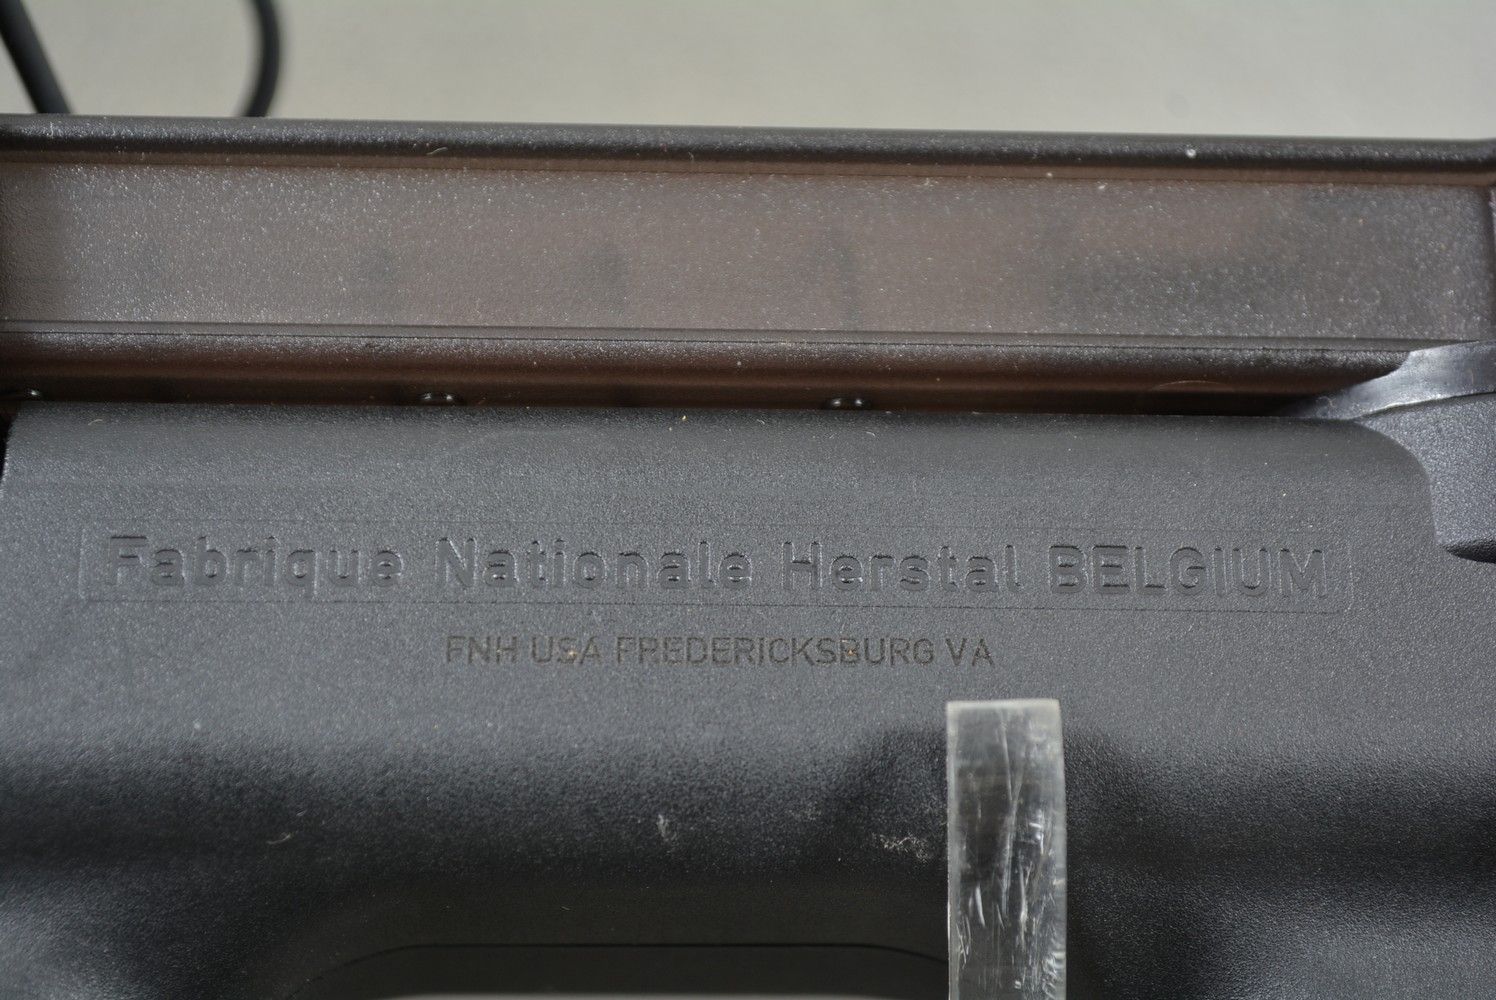 Fabrique Nationale Herstal BELGIUM
FNH USA FREDERICKSBURG VA